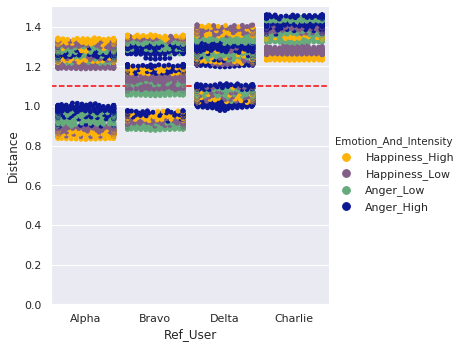 1.4
1.2
1.0
0.8
0.6
0.4
0.2
0.0
Distance
Alpha
Bravo
Delta
Charlie
Ref_User
Emotion_And_Intensity
Happiness_High
Happiness_Low
Anger_Low
Anger_High